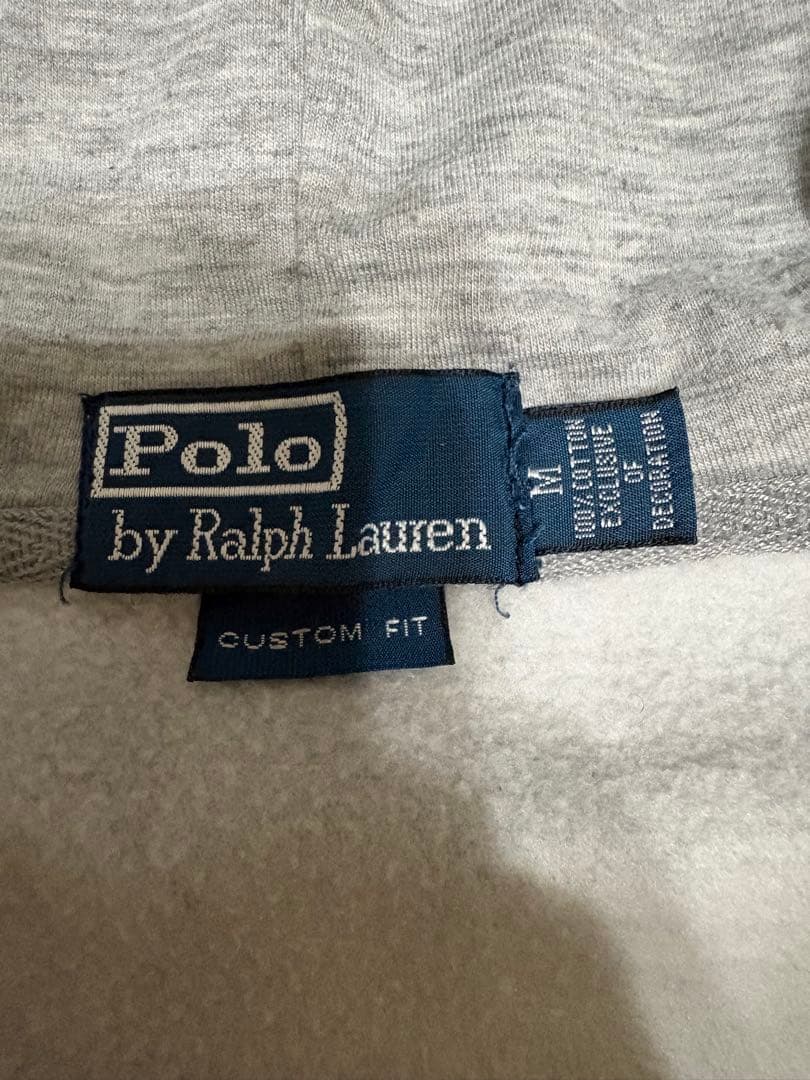 Polo
by Ralph Lauren
CUSTOM FIT
M
100% COTTON
EXCLUSIVE
OF
DECORATION